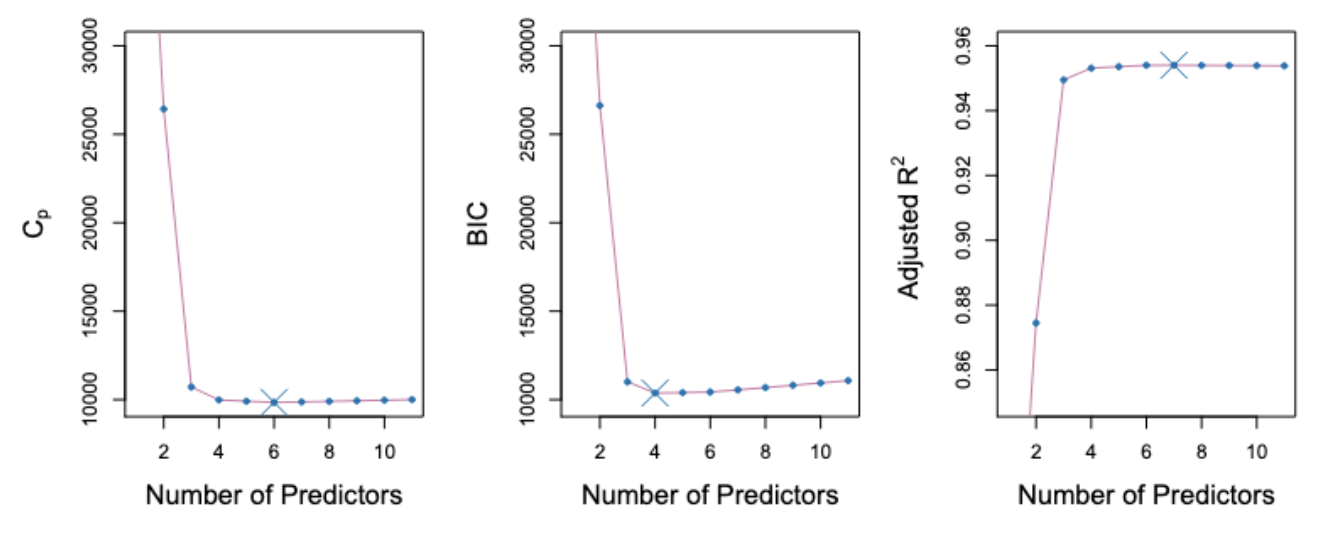 30000
25000
20000
15000
10000
C_p
2 4 6 8 10
Number of Predictors
30000
25000
20000
15000
10000
BIC
2 4 6 8 10
Number of Predictors
0.96
0.94
0.92
0.90
0.88
0.86
Adjusted R²
2 4 6 8 10
Number of Predictors